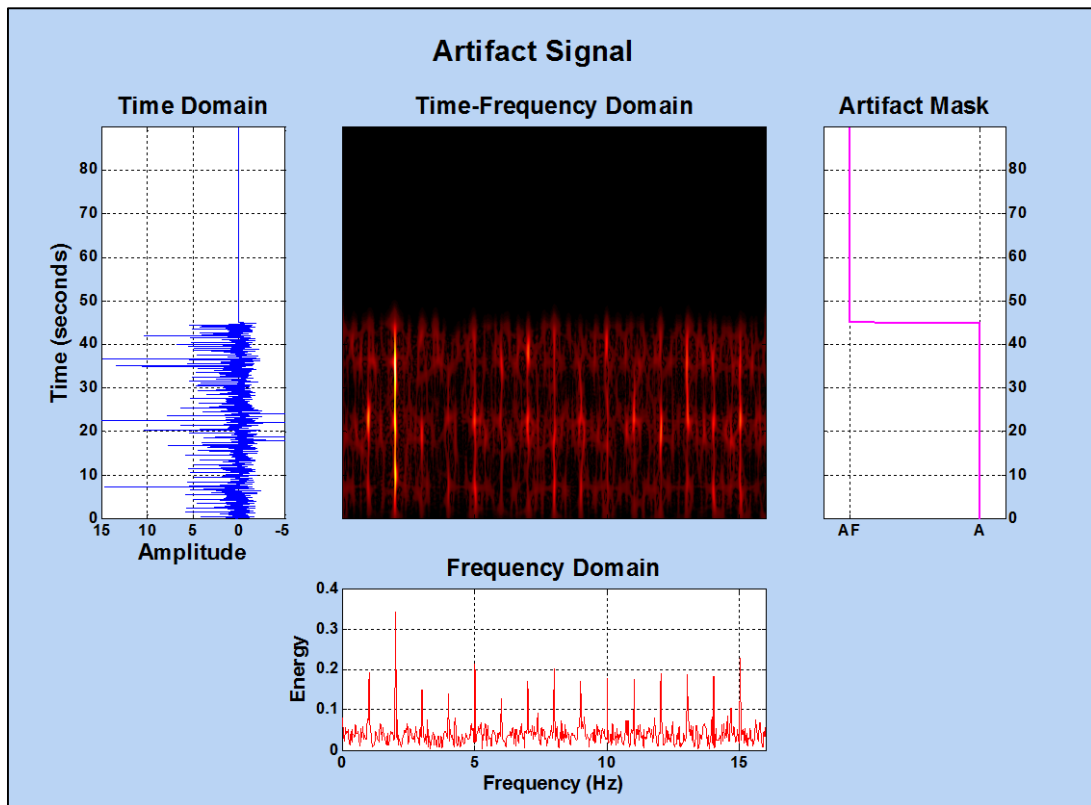 Artifact Signal
Time Domain
Time-Frequency Domain
Artifact Mask
80
70
60
50
40
30
20
10
0
Time (seconds)
15 10 5 0 -5
Amplitude
80
70
60
50
40
30
20
10
0
AF A
Frequency Domain
0.4
0.3
0.2
0.1
0
Energy
0 5 10 15
Frequency (Hz)